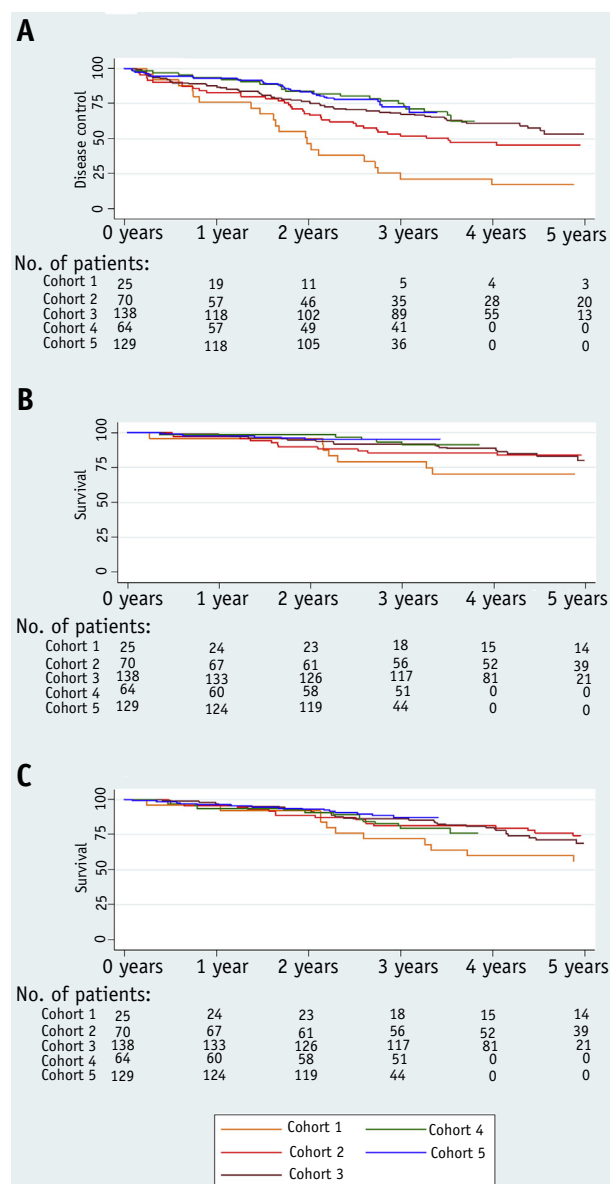 A
100
75
50
25
0
Disease control
0 years 1 year 2 years 3 years 4 years 5 years
No. of patients:
Cohort 1 25 19 11 5 4 3
Cohort 2 70 57 46 35 28 20
Cohort 3 138 118 102 89 55 13
Cohort 4 64 57 49 41 0 0
Cohort 5 129 118 105 36 0 0
B
100
75
50
25
0
Survival
0 years 1 year 2 years 3 years 4 years 5 years
No. of patients:
Cohort 1 25 24 23 18 15 14
Cohort 2 70 67 61 56 52 39
Cohort 3 138 133 126 117 81 21
Cohort 4 64 60 58 51 0 0
Cohort 5 129 124 119 44 0 0
C
100
75
50
25
0
Survival
0 years 1 year 2 years 3 years 4 years 5 years
No. of patients:
Cohort 1 25 24 23 18 15 14
Cohort 2 70 67 61 56 52 39
Cohort 3 138 133 126 117 81 21
Cohort 4 64 60 58 51 0 0
Cohort 5 129 124 119 44 0 0
Cohort 1 Cohort 4
Cohort 2 Cohort 5
Cohort 3